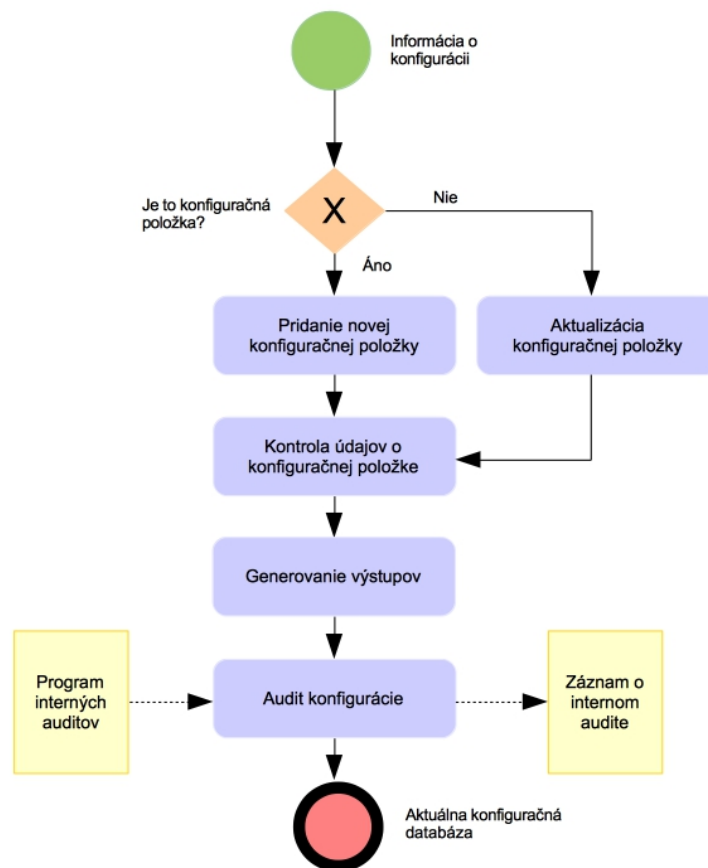 Informácia o
konfigurácii
Je to konfiguračná
položka?
X
Nie
Áno
Pridanie novej
konfiguračnej položky
Aktualizácia
konfiguračnej položky
Kontrola údajov o
konfiguračnej položke
Generovanie výstupov
Program
interných
auditov
Audit konfigurácie
Záznam o
internom
audite
Aktuálna konfiguračná
databáza